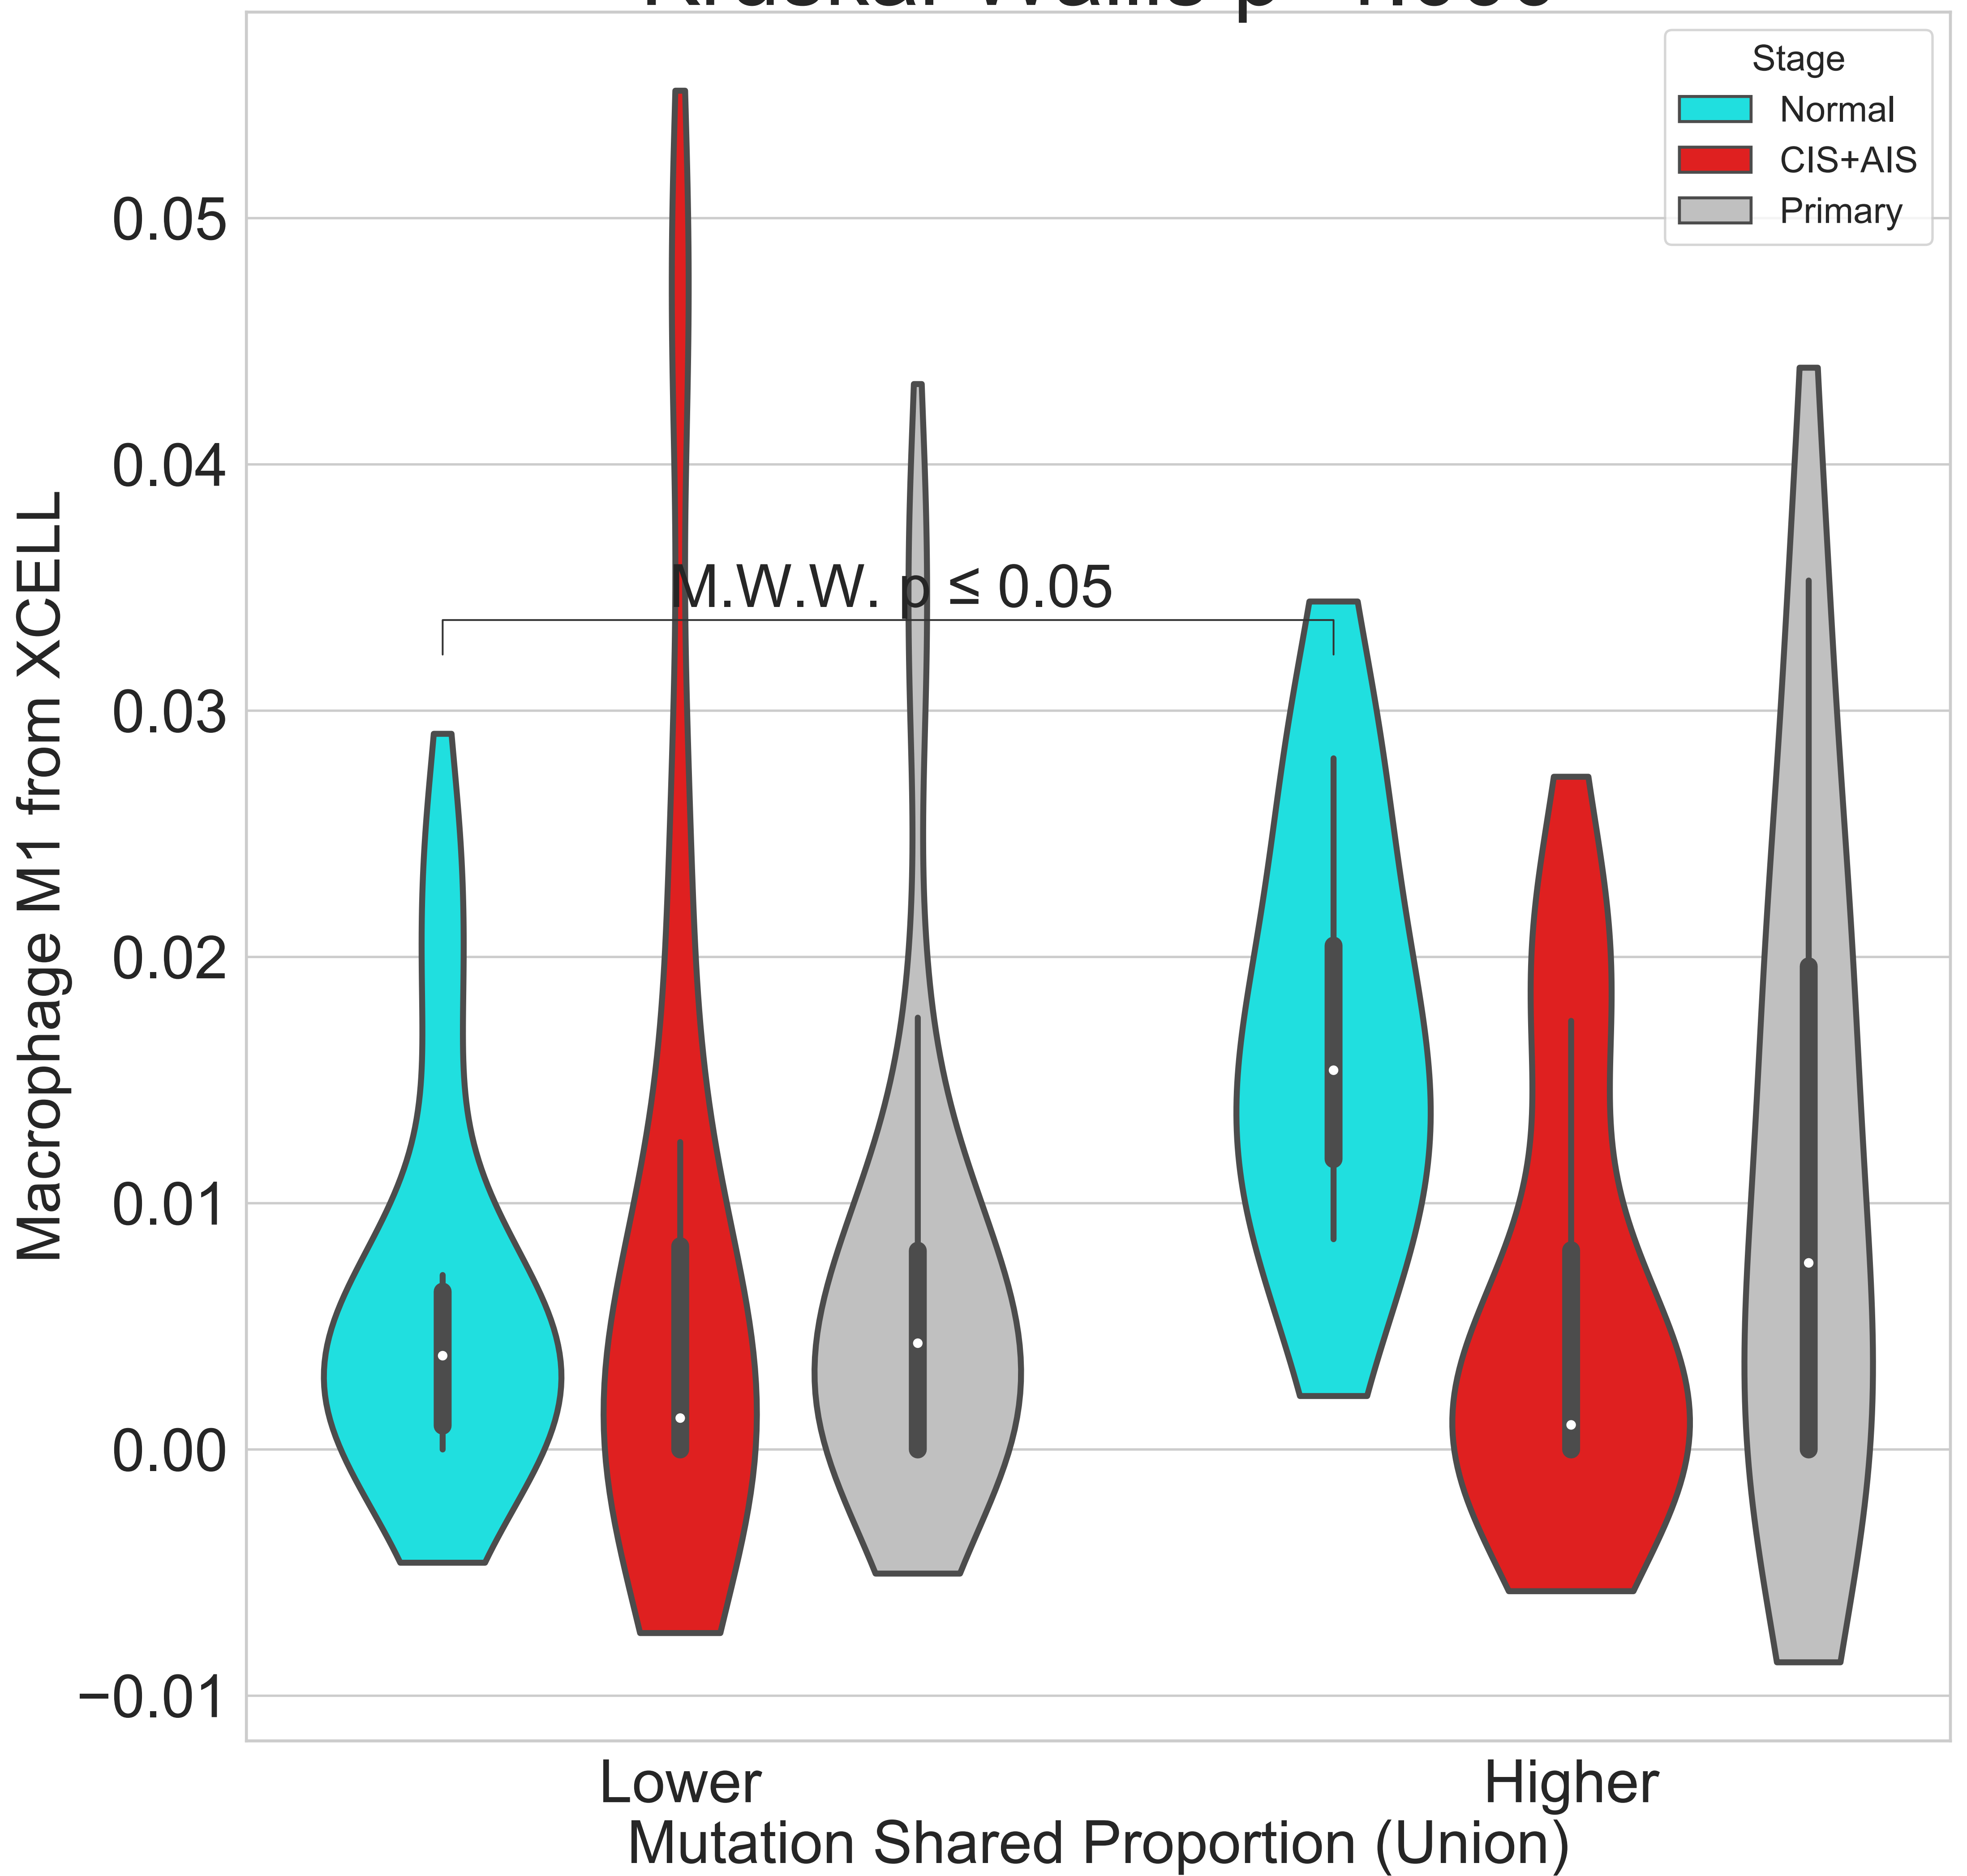 Stage
Normal
CIS+AIS
Primary
0.05
0.04
0.03
0.02
0.01
0.00
−0.01
Macrophage M1 from XCELL
M.W.W. p ≤ 0.05
Lower
Higher
Mutation Shared Proportion (Union)